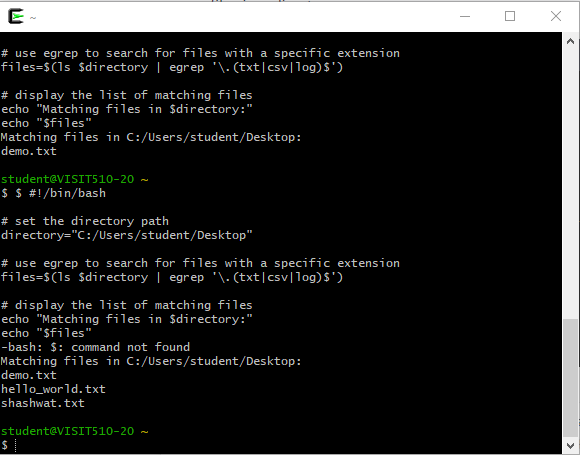 ~
# use egrep to search for files with a specific extension
files=$(ls $directory | egrep '\.(txt|csv|log)$')
# display the list of matching files
echo "Matching files in $directory:"
echo "$files"
Matching files in C:/Users/student/Desktop:
demo.txt
student@VISIT510-20 ~
$ $ #!/bin/bash
# set the directory path
directory="C:/Users/student/Desktop"
# use egrep to search for files with a specific extension
files=$(ls $directory | egrep '\.(txt|csv|log)$')
# display the list of matching files
echo "Matching files in $directory:"
echo "$files"
-bash: $: command not found
Matching files in C:/Users/student/Desktop:
demo.txt
hello_world.txt
shashwat.txt
student@VISIT510-20 ~
$